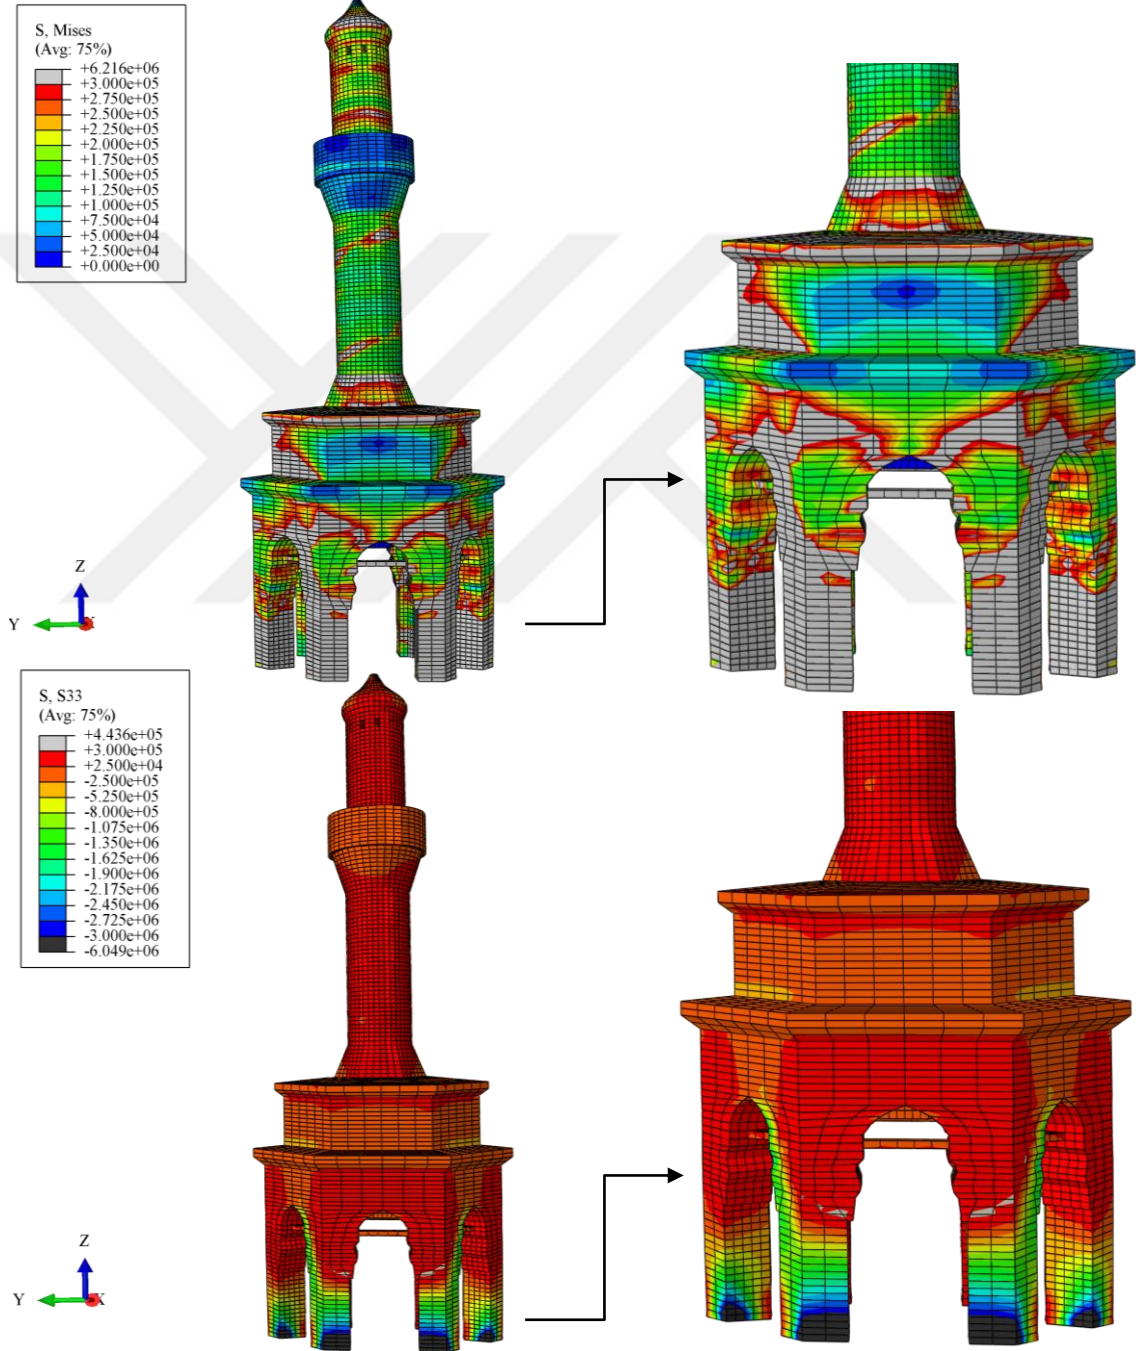 S, Mises
(Avg: 75%)
+6.216e+06
+3.000e+05
+2.750e+05
+2.500e+05
+2.250e+05
+2.000e+05
+1.750e+05
+1.500e+05
+1.250e+05
+1.000e+05
+7.500e+04
+5.000e+04
+2.500e+04
+0.000e+00
Z
Y
S, S33
(Avg: 75%)
+4.436e+05
+3.000e+05
+2.500e+04
-2.500e+05
-5.250e+05
-8.000e+05
-1.075e+06
-1.350e+06
-1.625e+06
-1.900e+06
-2.175e+06
-2.450e+06
-2.725e+06
-3.000e+06
-6.049e+06
Z
Y X